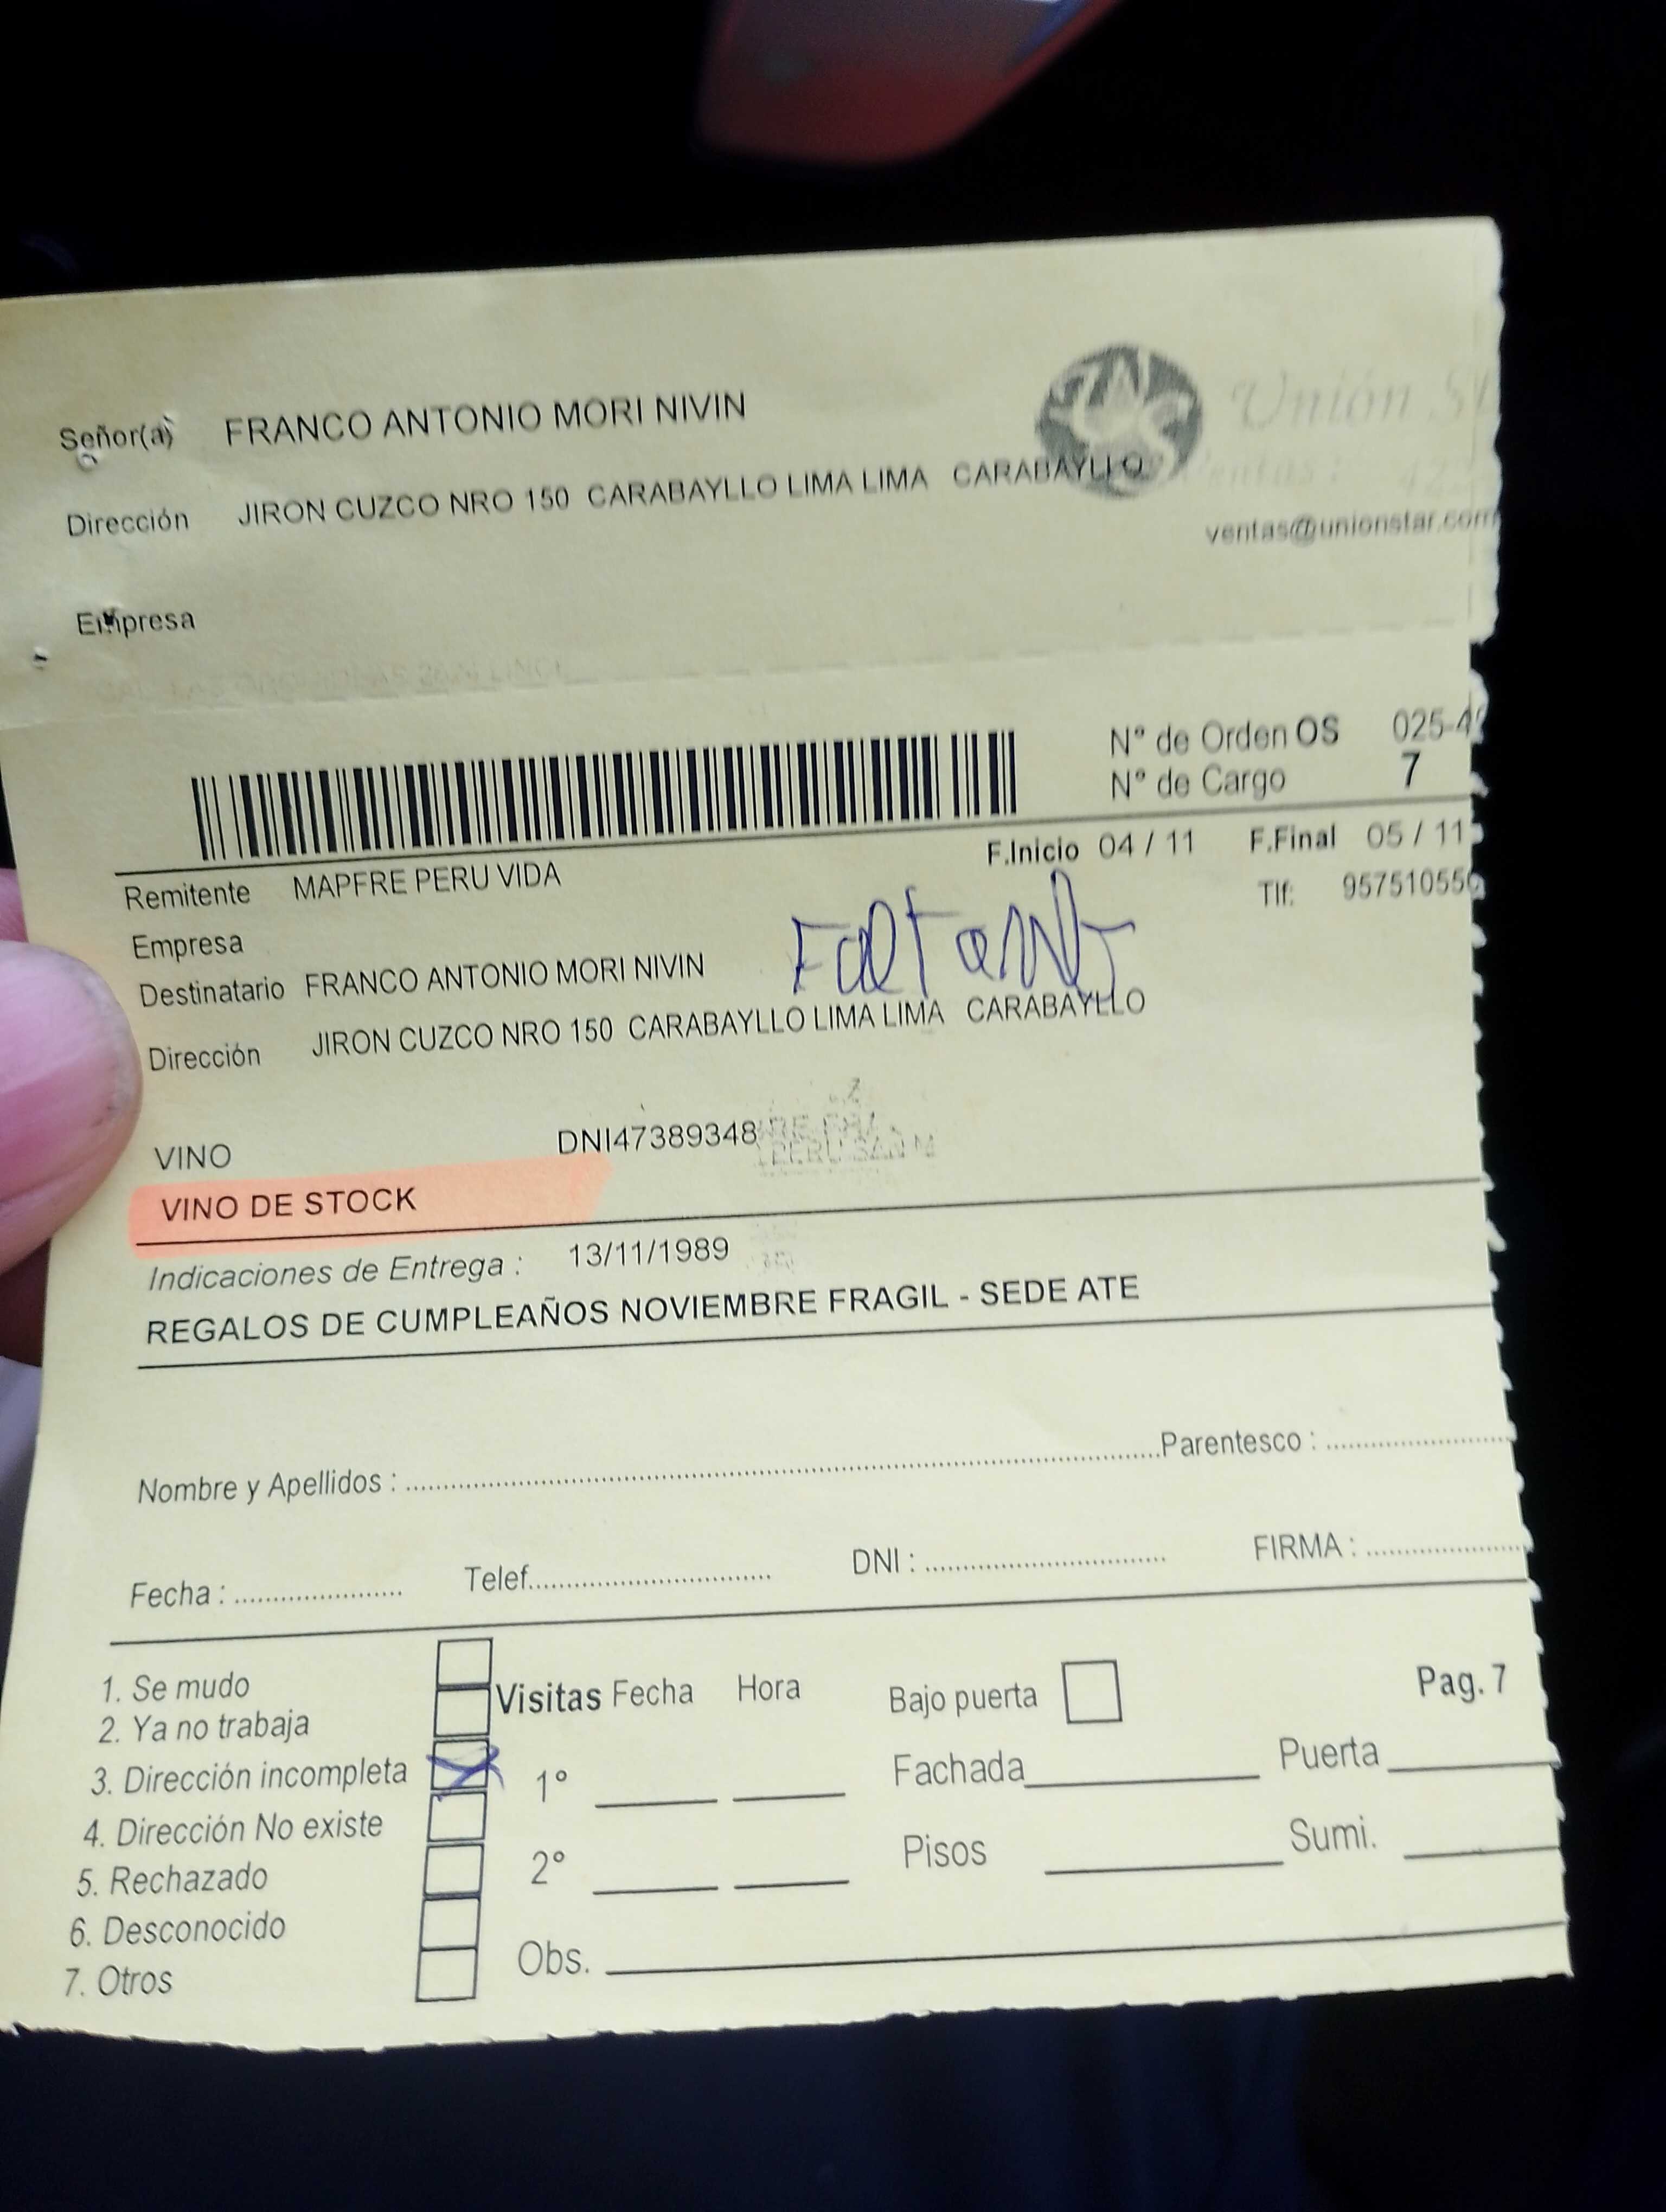 Señor(a) FRANCO ANTONIO MORI NIVIN
Unión
Dirección JIRON CUZCO NRO 150 CARABAYLLO LIMA LIMA CARABAYLLO
ventas@unionstar.com
Empresa
N° de Orden OS 025-4
N° de Cargo 7
F.Inicio 04 / 11 F.Final 05 / 11
Remitente MAPFRE PERU VIDA
Tlf: 957510550
Empresa
Destinatario FRANCO ANTONIO MORI NIVIN
Dirección JIRON CUZCO NRO 150 CARABAYLLO LIMA LIMA CARABAYLLO
VINO DNI47389348
VINO DE STOCK
Indicaciones de Entrega : 13/11/1989
REGALOS DE CUMPLEAÑOS NOVIEMBRE FRAGIL - SEDE ATE
Nombre y Apellidos : Parentesco :
Fecha : Telef. DNI : FIRMA :
1. Se mudo
2. Ya no trabaja
3. Dirección incompleta
4. Dirección No existe
5. Rechazado
6. Desconocido
7. Otros
Visitas Fecha Hora
1°
2°
Obs.
Bajo puerta
Pag. 7
Fachada Puerta
Pisos Sumi.